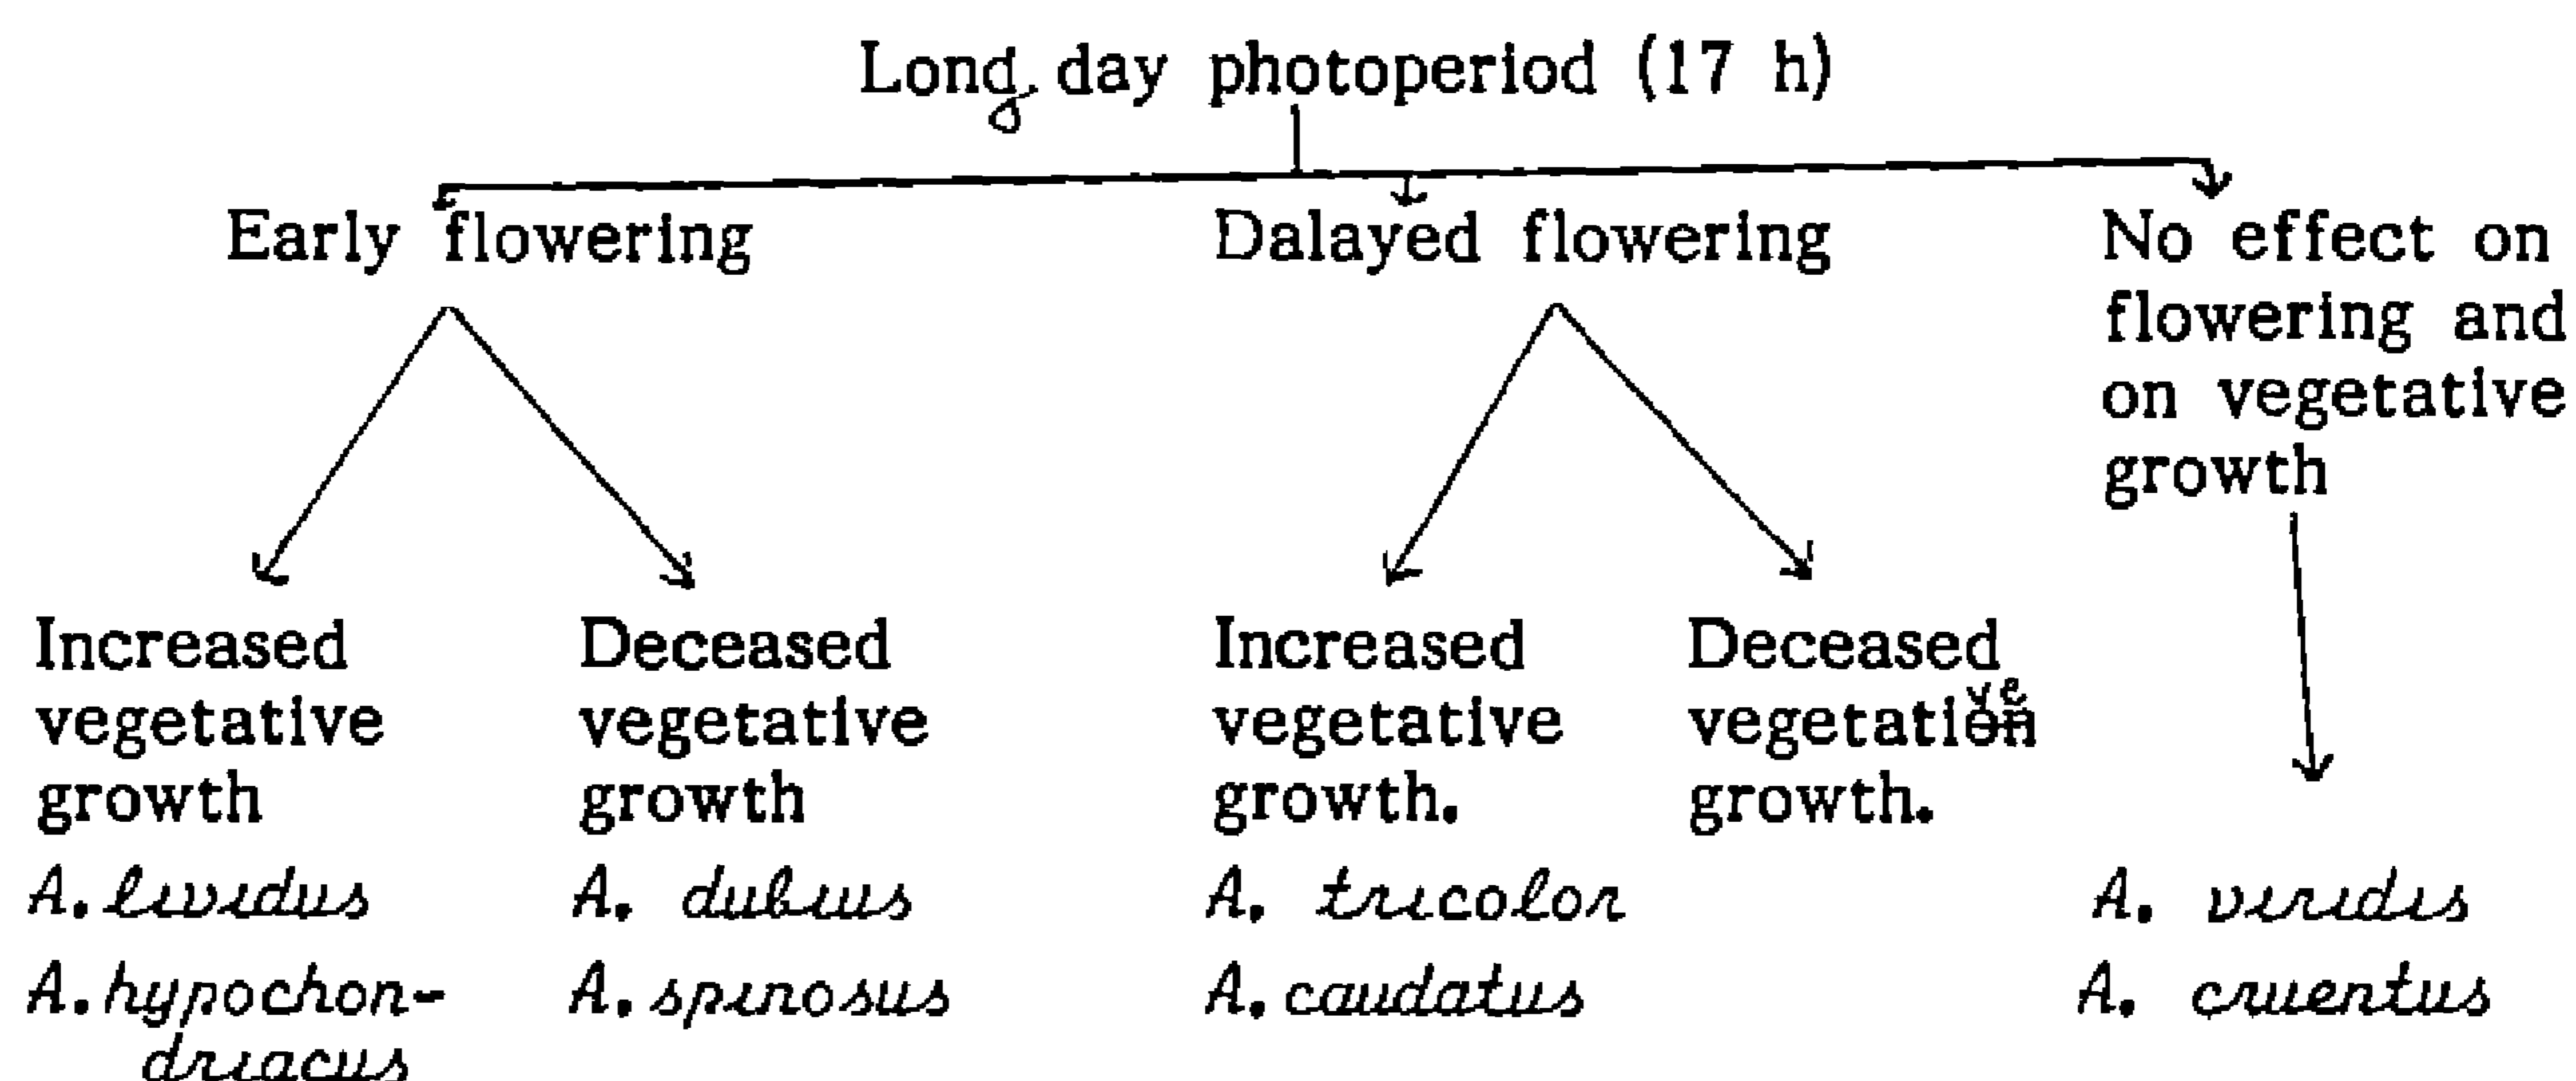 Long day photoperiod (17 h)
Early flowering
Dalayed flowering
No effect on
flowering and
on vegetative
growth
Increased
vegetative
growth
A. lividus
A. hypochon-
driacus
Deceased
vegetative
growth
A. dubius
A. spinosus
Increased
vegetative
growth.
A. tricolor
A. caudatus
Deceased
vegetative
growth.
A. viridis
A. cruentus